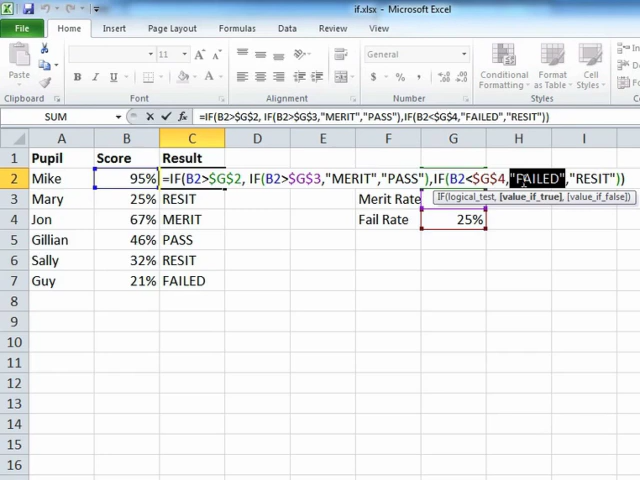 if.xlsx - Microsoft Excel
File Home Insert Page Layout Formulas Data Review View
Paste
B I U
11 A A
General
$ % ,
Conditional Formatting
Format as Table
Cell Styles
Clipboard Font Alignment Number Styles
SUM fx =IF(B2>$G$2, IF(B2>$G$3,"MERIT","PASS"),IF(B2<$G$4,"FAILED","RESIT"))
A B C D E F G H I
1 Pupil Score Result
2 Mike 95% =IF(B2>$G$2, IF(B2>$G$3,"MERIT","PASS"),IF(B2<$G$4,"FAILED","RESIT"))
IF(logical_test, [value_if_true], [value_if_false])
3 Mary 25% RESIT Merit Rate
4 Jon 67% MERIT Fail Rate 25%
5 Gillian 46% PASS
6 Sally 32% RESIT
7 Guy 21% FAILED
8
9
10
11
12
13
14
15
16